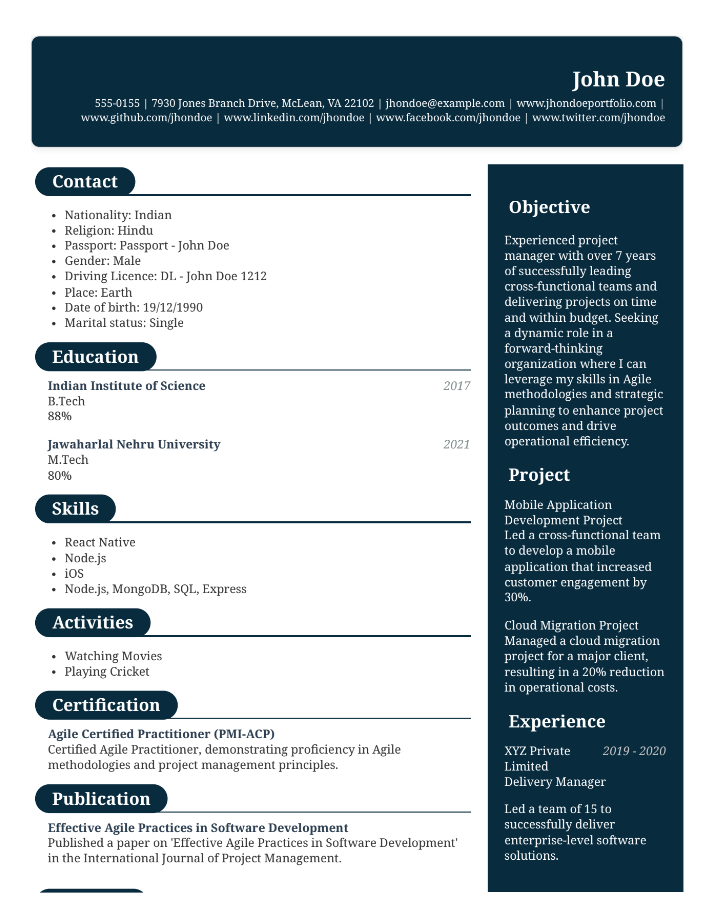 John Doe
555-0155 | 7930 Jones Branch Drive, McLean, VA 22102 | jhondoe@example.com | www.jhondoeportfolio.com |
www.github.com/jhondoe | www.linkedin.com/jhondoe | www.facebook.com/jhondoe | www.twitter.com/jhondoe
Contact
• Nationality: Indian
• Religion: Hindu
• Passport: Passport - John Doe
• Gender: Male
• Driving Licence: DL - John Doe 1212
• Place: Earth
• Date of birth: 19/12/1990
• Marital status: Single
Education
Indian Institute of Science 2017
B.Tech
88%
Jawaharlal Nehru University 2021
M.Tech
80%
Skills
• React Native
• Node.js
• iOS
• Node.js, MongoDB, SQL, Express
Activities
• Watching Movies
• Playing Cricket
Certification
Agile Certified Practitioner (PMI-ACP)
Certified Agile Practitioner, demonstrating proficiency in Agile
methodologies and project management principles.
Publication
Effective Agile Practices in Software Development
Published a paper on 'Effective Agile Practices in Software Development'
in the International Journal of Project Management.
Objective
Experienced project
manager with over 7 years
of successfully leading
cross-functional teams and
delivering projects on time
and within budget. Seeking
a dynamic role in a
forward-thinking
organization where I can
leverage my skills in Agile
methodologies and strategic
planning to enhance project
outcomes and drive
operational efficiency.
Project
Mobile Application
Development Project
Led a cross-functional team
to develop a mobile
application that increased
customer engagement by
30%.
Cloud Migration Project
Managed a cloud migration
project for a major client,
resulting in a 20% reduction
in operational costs.
Experience
XYZ Private 2019 - 2020
Limited
Delivery Manager
Led a team of 15 to
successfully deliver
enterprise-level software
solutions.